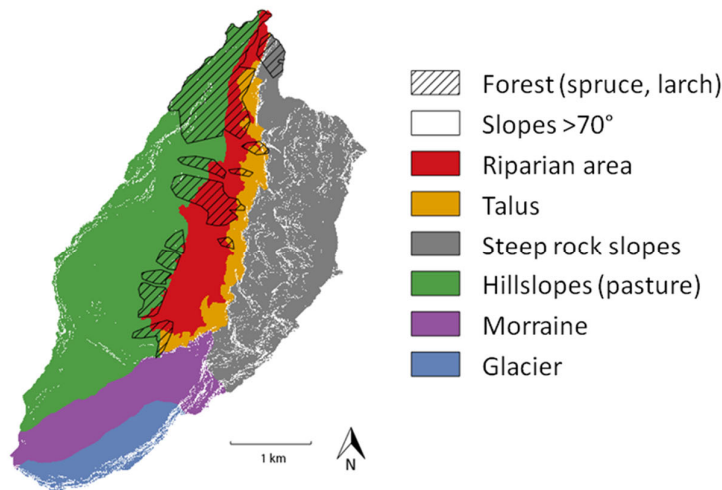 Forest (spruce, larch)
Slopes >70°
Riparian area
Talus
Steep rock slopes
Hillslopes (pasture)
Morraine
Glacier
1 km
N